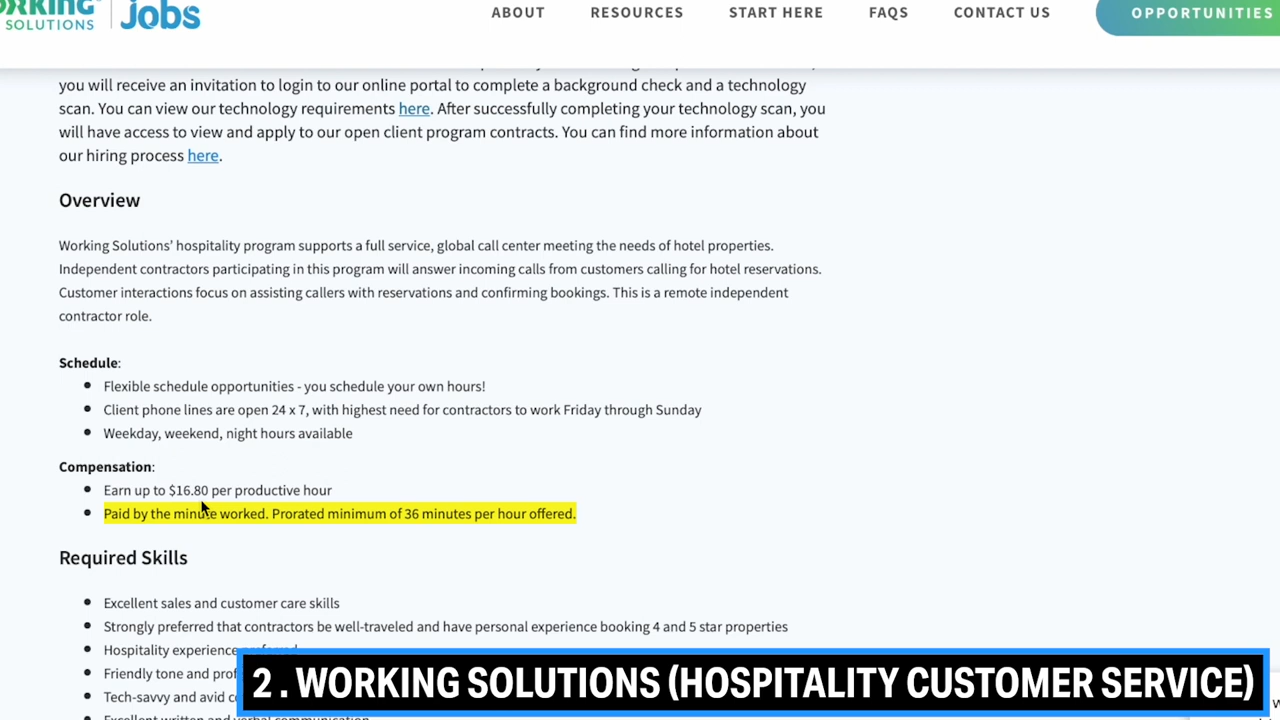 SOLUTIONS
Jobs
ABOUT
RESOURCES
START HERE
FAQS
CONTACT US
OPPORTUNITIES
you will receive an invitation to login to our online portal to complete a background check and a technology
scan. You can view our technology requirements here. After successfully completing your technology scan, you
will have access to view and apply to our open client program contracts. You can find more information about
our hiring process here.
Overview
Working Solutions' hospitality program supports a full service, global call center meeting the needs of hotel properties.
Independent contractors participating in this program will answer incoming calls from customers calling for hotel reservations.
Customer interactions focus on assisting callers with reservations and confirming bookings. This is a remote independent
contractor role.
Schedule:
Flexible schedule opportunities - you schedule your own hours!
Client phone lines are open 24 x 7, with highest need for contractors to work Friday through Sunday
Weekday, weekend, night hours available
Compensation:
Earn up to $16.80 per productive hour
Paid by the minute worked. Prorated minimum of 36 minutes per hour offered.
Required Skills
Excellent sales and customer care skills
Strongly preferred that contractors be well-traveled and have personal experience booking 4 and 5 star properties
Hospitality experience
Friendly tone and
Tech-savvy and avid
2 . WORKING SOLUTIONS (HOSPITALITY CUSTOMER SERVICE)